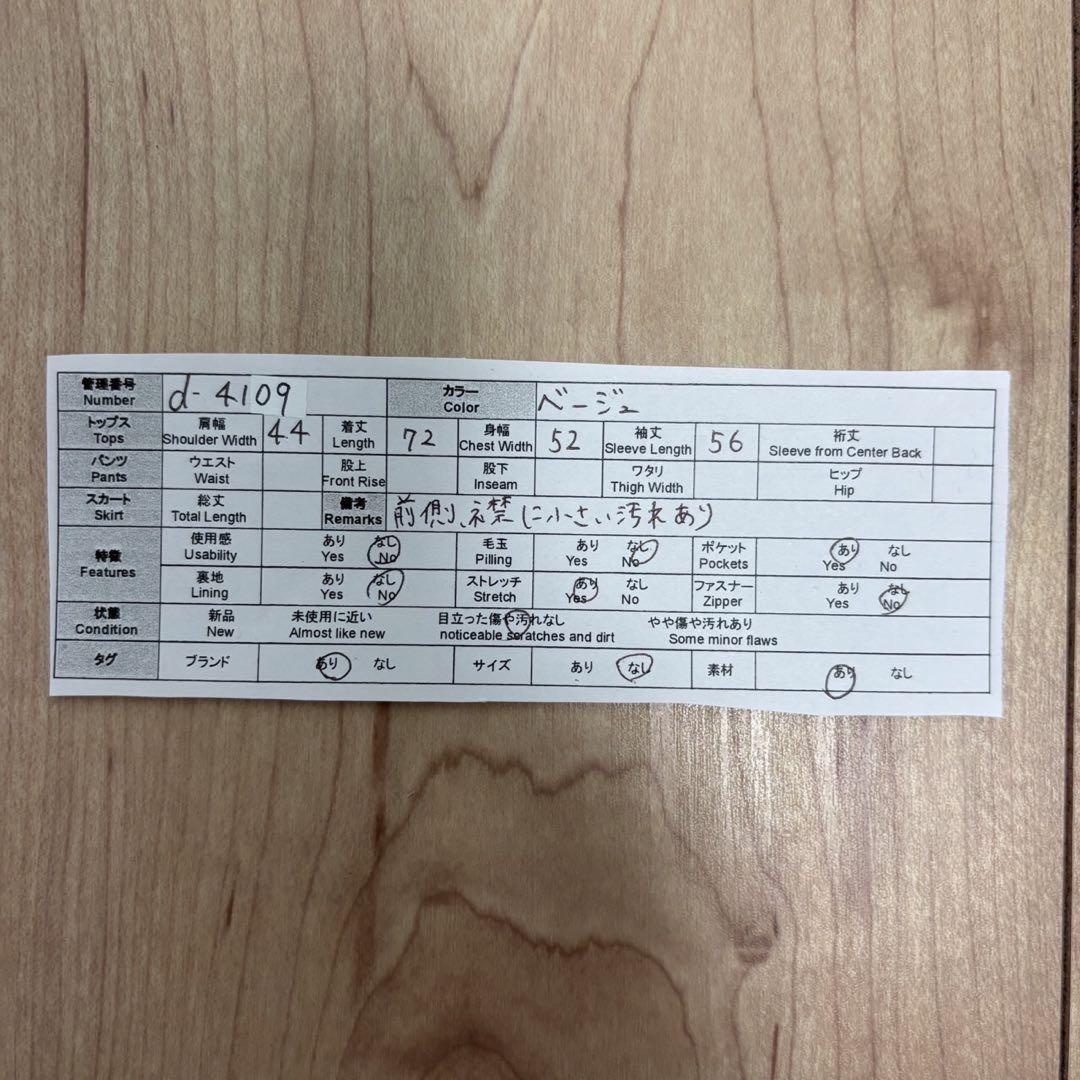 管理番号 Number d-4109 カラー Color ベージュ
トップス Tops 肩幅 Shoulder Width 44 着丈 Length 72 身幅 Chest Width 52 袖丈 Sleeve Length 56 裄丈 Sleeve from Center Back
パンツ Pants ウエスト Waist 股上 Front Rise 股下 Inseam ワタリ Thigh Width ヒップ Hip
スカート Skirt 総丈 Total Length 備考 Remarks 前側、襟に小さい汚れあり
特徴 Features 使用感 Usability あり Yes なし No 毛玉 Pilling あり Yes なし No ポケット Pockets あり Yes なし No
裏地 Lining あり Yes なし No ストレッチ Stretch あり Yes なし No ファスナー Zipper あり Yes なし No
状態 Condition 新品 New 未使用に近い Almost like new 目立った傷や汚れなし noticeable scratches and dirt やや傷や汚れあり Some minor flaws
タグ ブランド あり なし サイズ あり なし 素材 あり なし